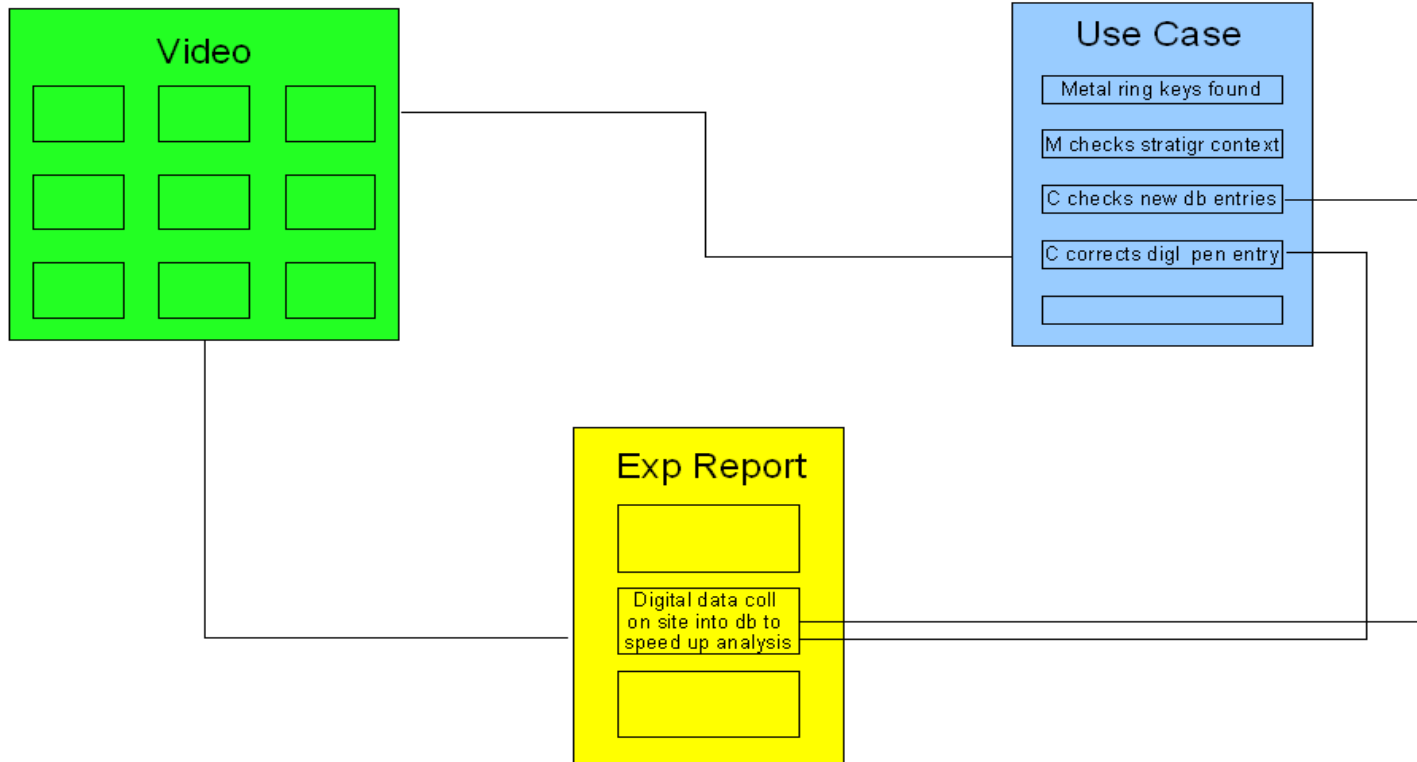 Video
Use Case
Metal ring keys found
M checks stratigr context
C checks new db entries
C corrects digl pen entry
Exp Report
Digital data coll
on site into db to
speed up analysis